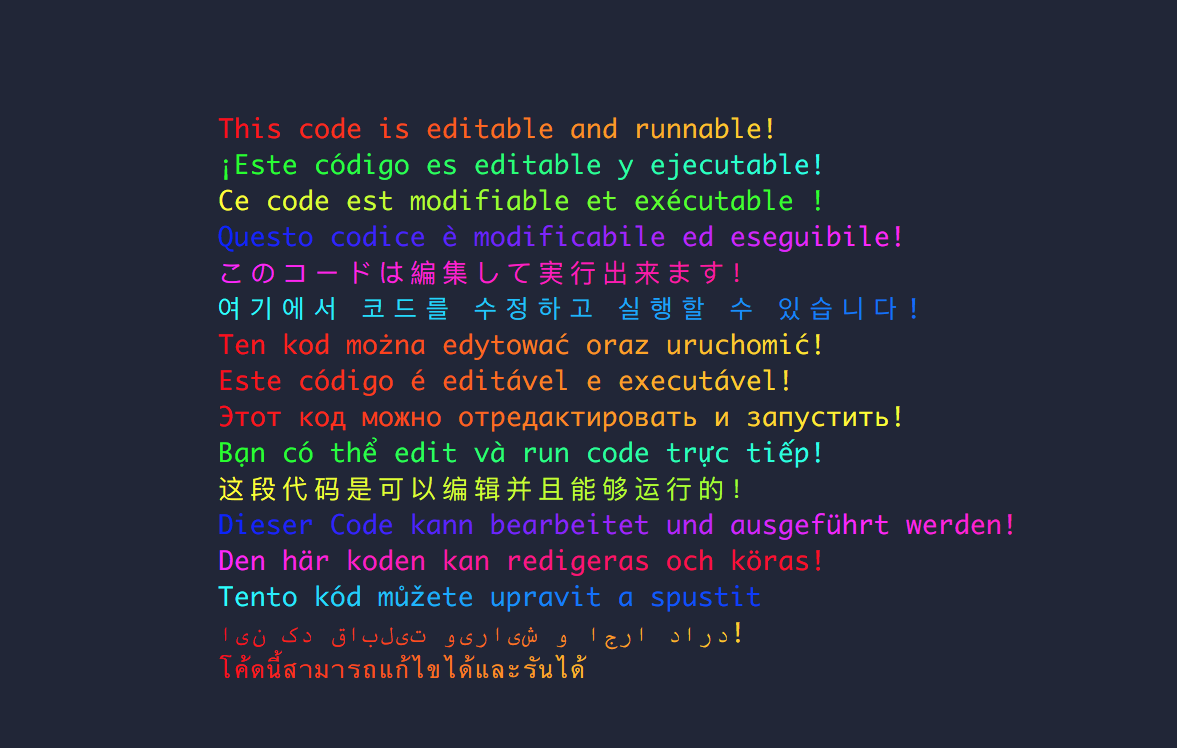 This code is editable and runnable!
¡Este código es editable y ejecutable!
Ce code est modifiable et exécutable !
Questo codice è modificabile ed eseguibile!
このコードは編集して実行出来ます!
여기에서 코드를 수정하고 실행할 수 있습니다!
Ten kod można edytować oraz uruchomić!
Este código é editável e executável!
Этот код можно отредактировать и запустить!
Bạn có thể edit và run code trực tiếp!
这段代码是可以编辑并且能够运行的!
Dieser Code kann bearbeitet und ausgeführt werden!
Den här koden kan redigeras och köras!
Tento kód můžete upravit a spustit
این کد قابلیت ویرایش و اجرا دارد!
โค้ดนี้สามารถแก้ไขได้และรันได้